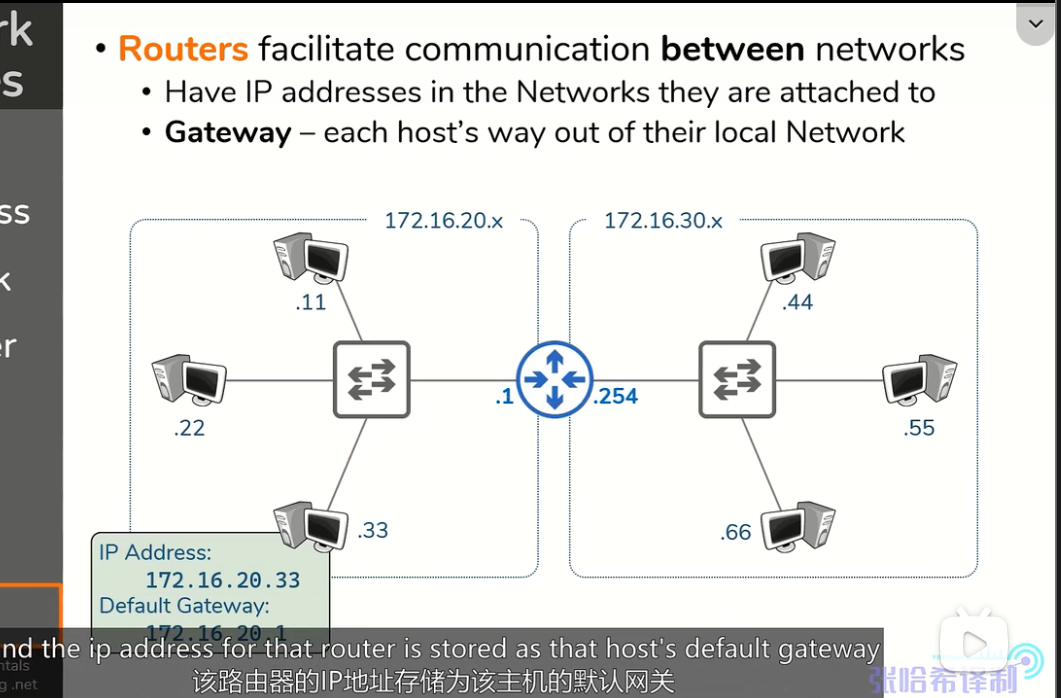 rk
s
ss
k
er
• Routers facilitate communication between networks
• Have IP addresses in the Networks they are attached to
• Gateway – each host's way out of their local Network
172.16.20.x
172.16.30.x
.11
.44
.22
.1
.254
.55
.33
.66
IP Address:
172.16.20.33
Default Gateway:
172.16.20.1
nd the ip address for that router is stored as that host's default gateway
该路由器的IP地址存储为该主机的默认网关
ntals
g.net
张哈希译制